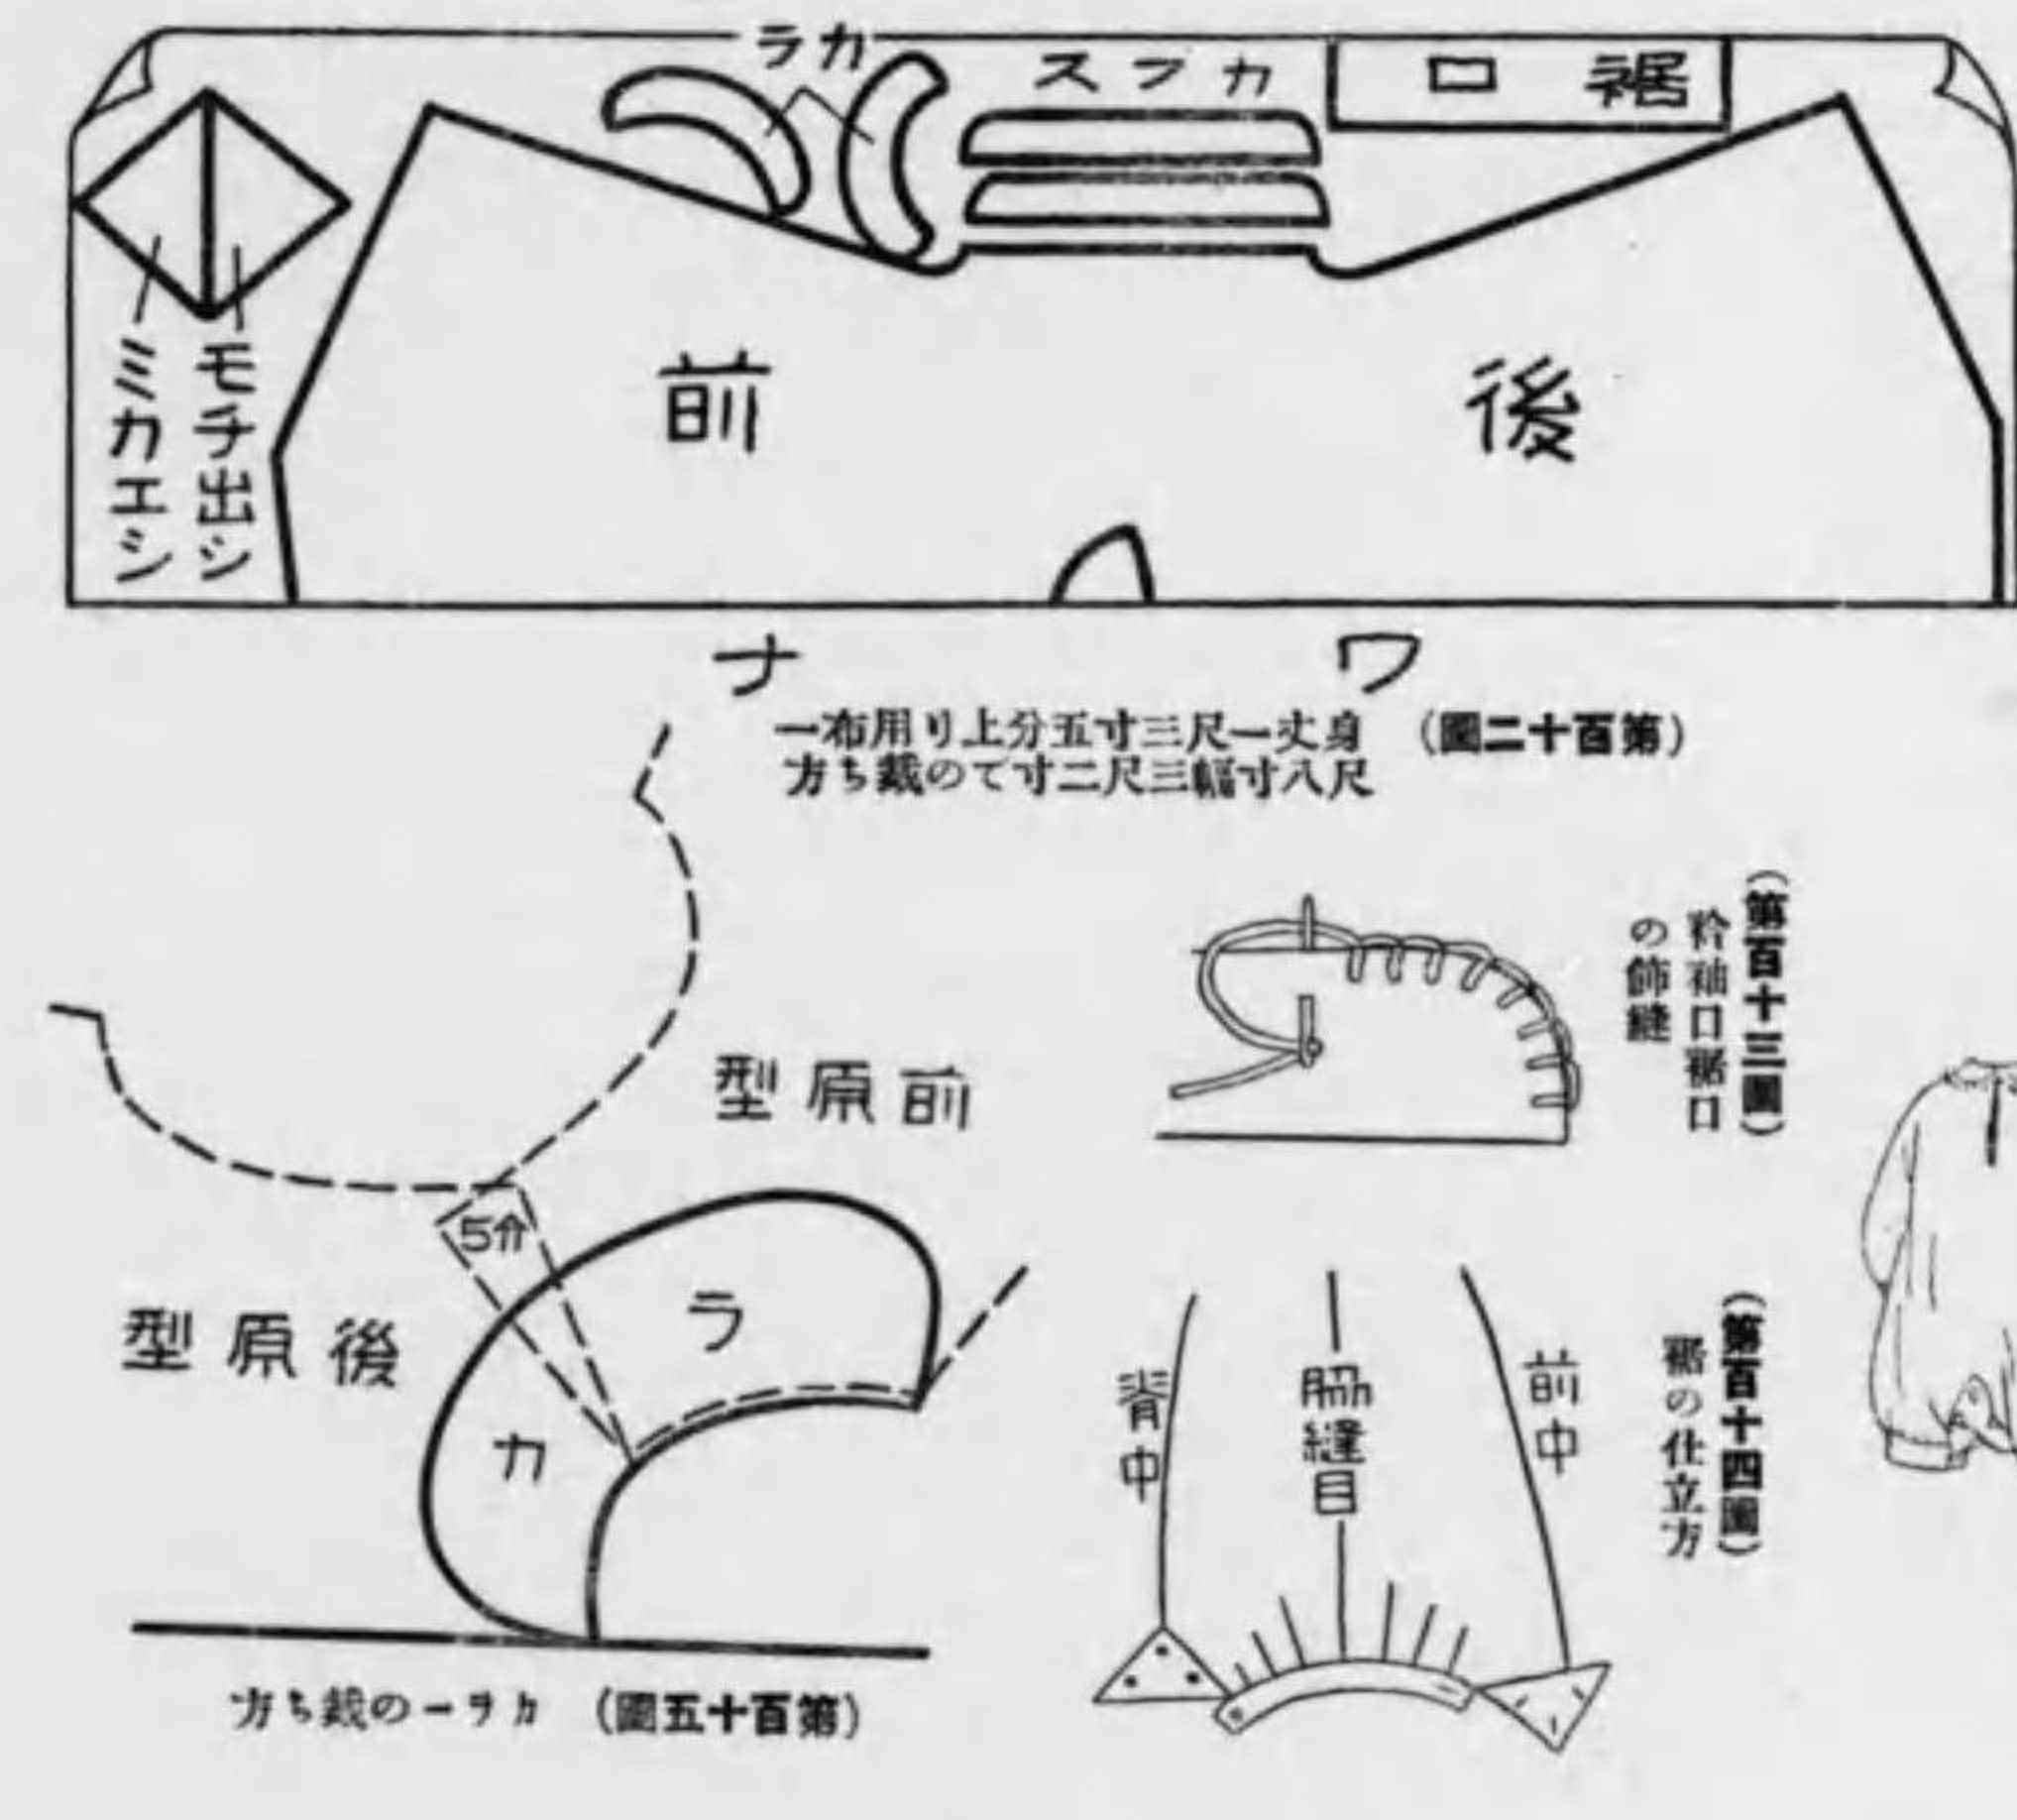 カラ
カフス
裾口
モチ出シ
ミカエシ
前
後
ワナ
(第百十二圖) 身丈一尺三寸五分上り用布一
尺八寸幅三尺二寸ての裁ち方
(第百十三圖)
衿袖口裾口
の飾縫
前原型
5分
後原型
カラ
(第百十四圖)
裾の仕立方
前中
脇縫目
脊中
(第百十五圖) カラーの裁ち方